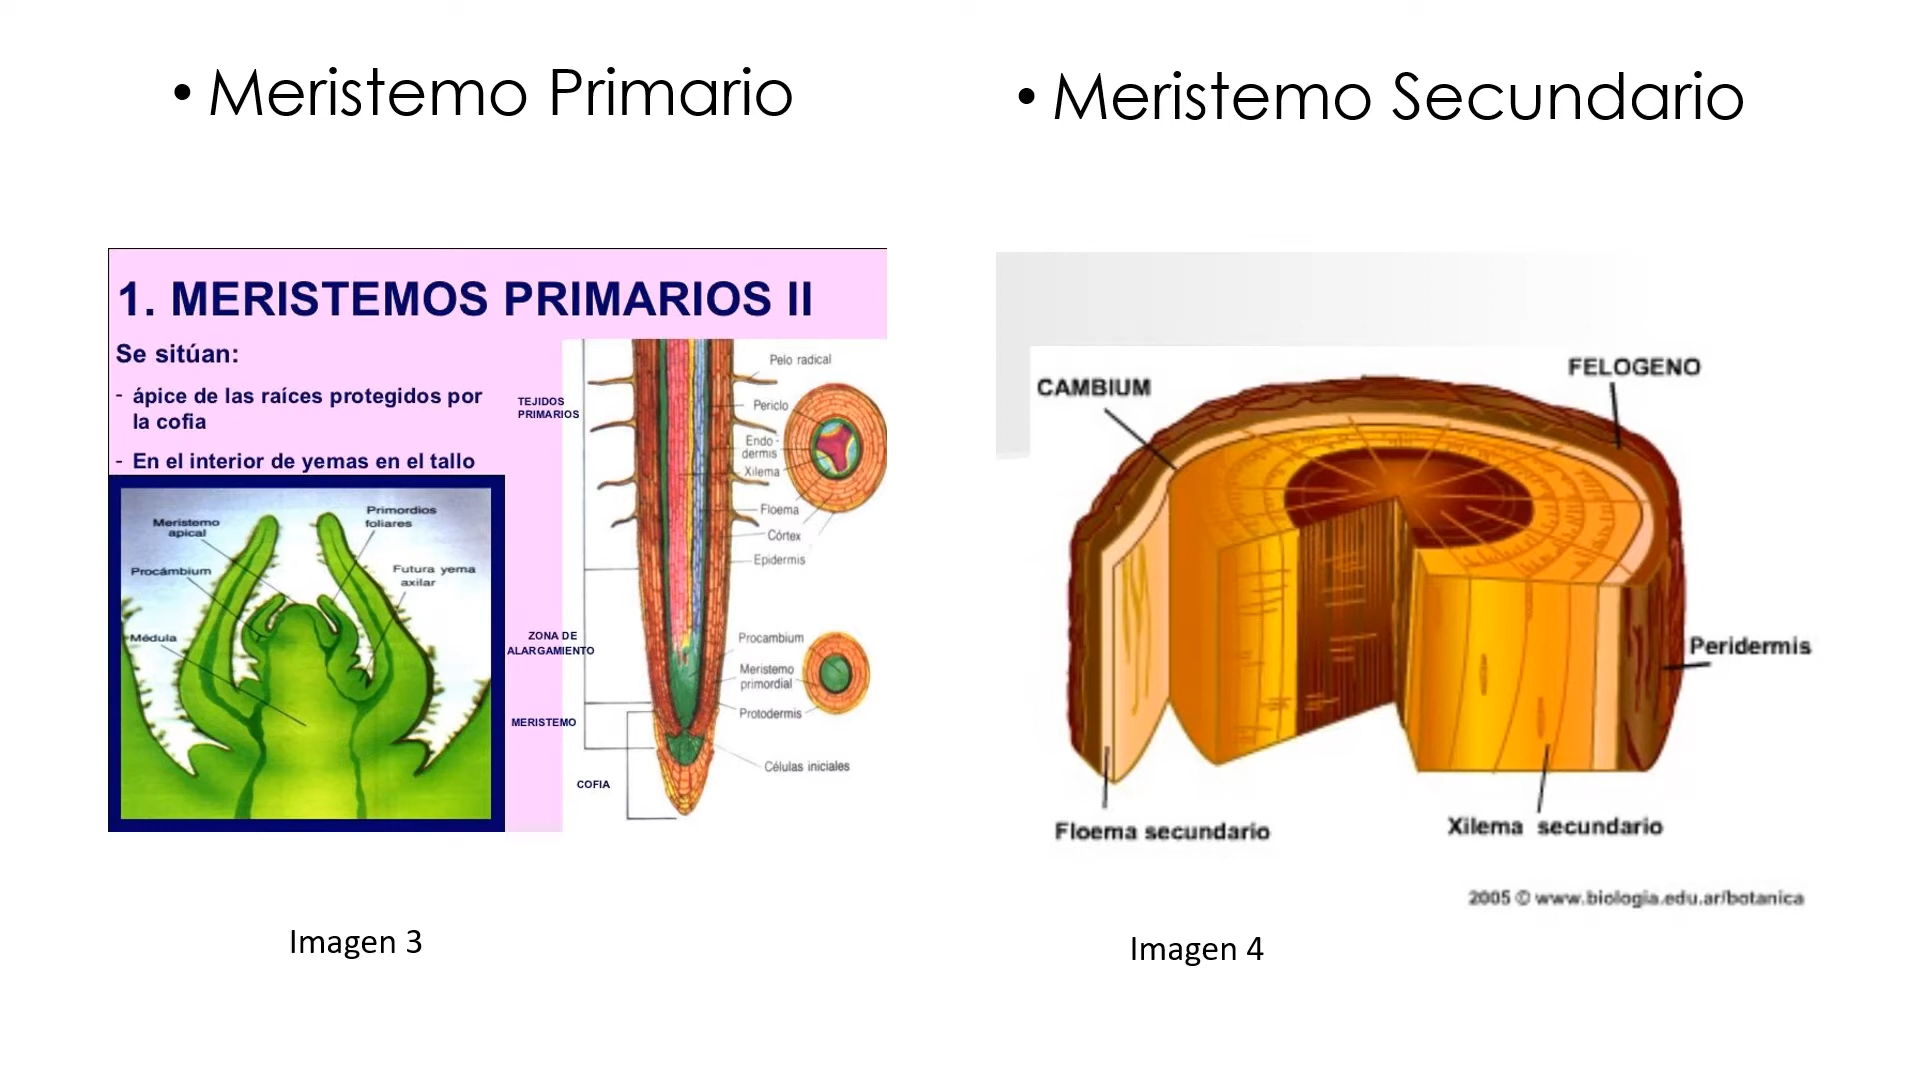 • Meristemo Primario
• Meristemo Secundario
1. MERISTEMOS PRIMARIOS II
Se sitúan:
- ápice de las raíces protegidos por
la cofia
- En el interior de yemas en el tallo
Meristemo
apical
Primordios
foliares
Procámbium
Futura yema
axilar
Médula
TEJIDOS
PRIMARIOS
ZONA DE
ALARGAMIENTO
MERISTEMO
COFIA
Pelo radical
Periclo
Endo-
dermis
Xilema
Floema
Córtex
Epidermis
Procambium
Meristemo
primordial
Protodermis
Células iniciales
Imagen 3
CAMBIUM
FELOGENO
Peridermis
Floema secundario
Xilema secundario
2005 © www.biologia.edu.ar/botanica
Imagen 4